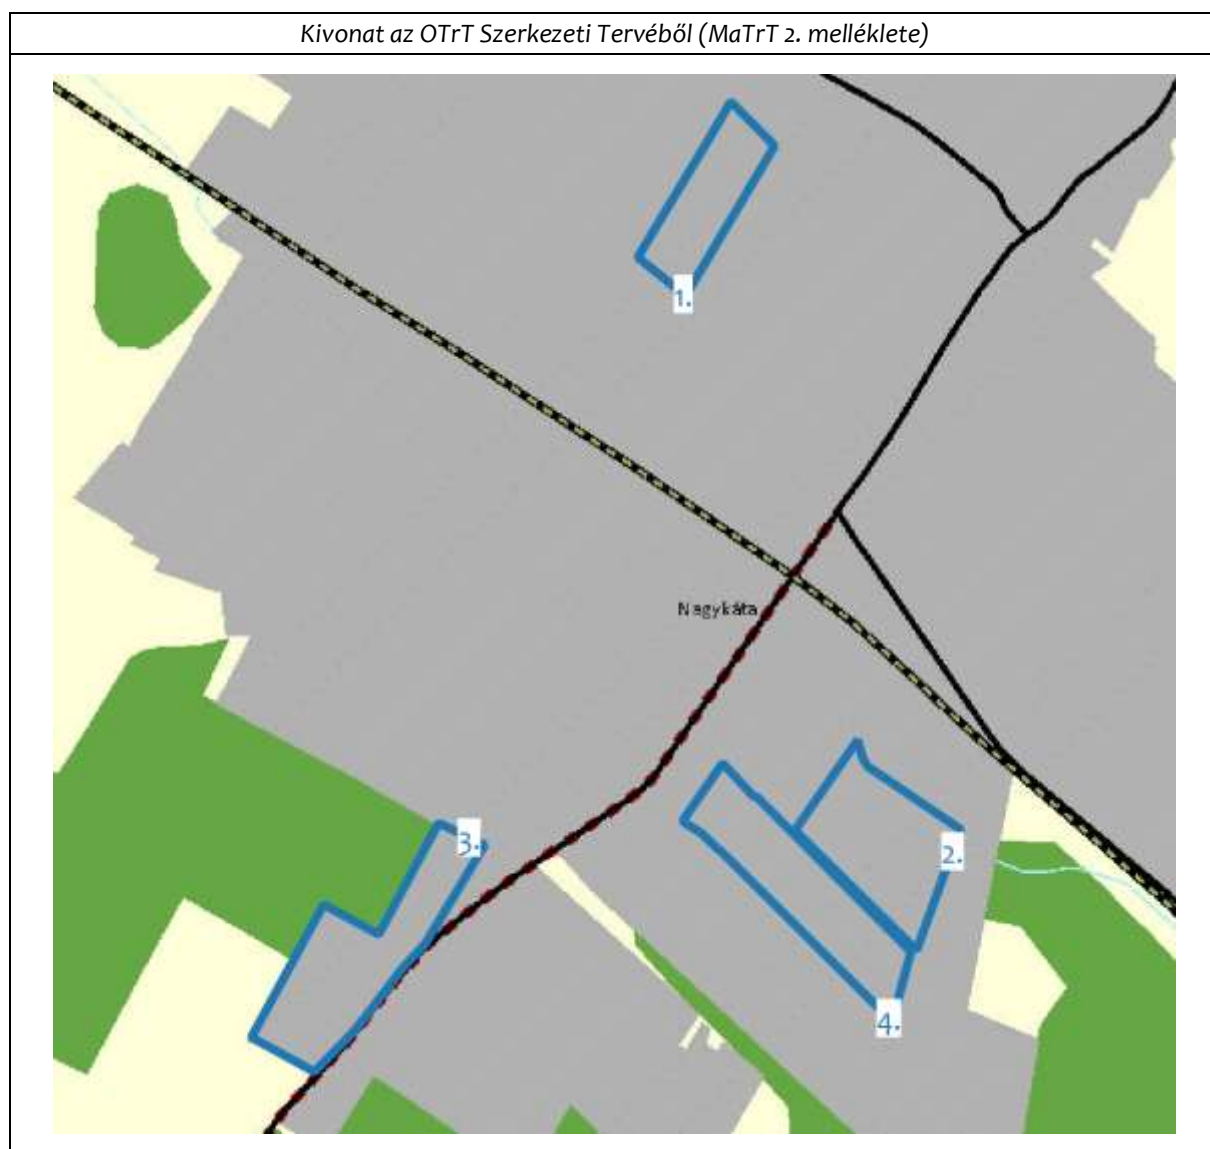 Kivonat az OTrT Szerkezeti Tervéből (MaTrT 2. melléklete)
1.
Nagykáta
3.
2.
4.